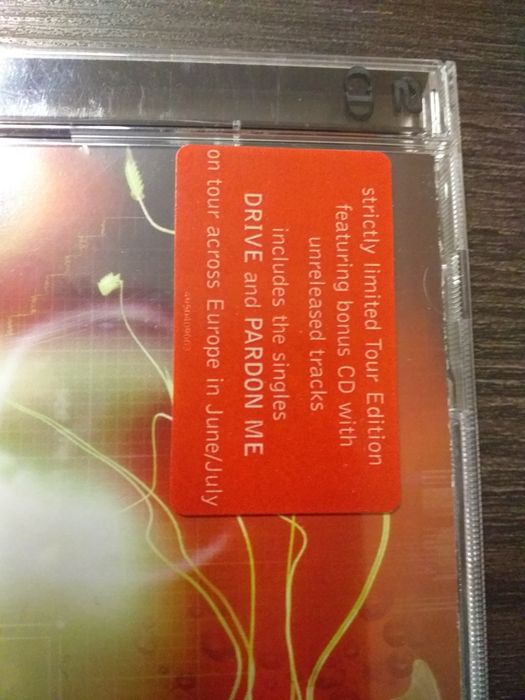 strictly limited Tour Edition
featuring bonus CD with
unreleased tracks
includes the singles
DRIVE and PARDON ME
on tour across Europe in June/July
2
CD